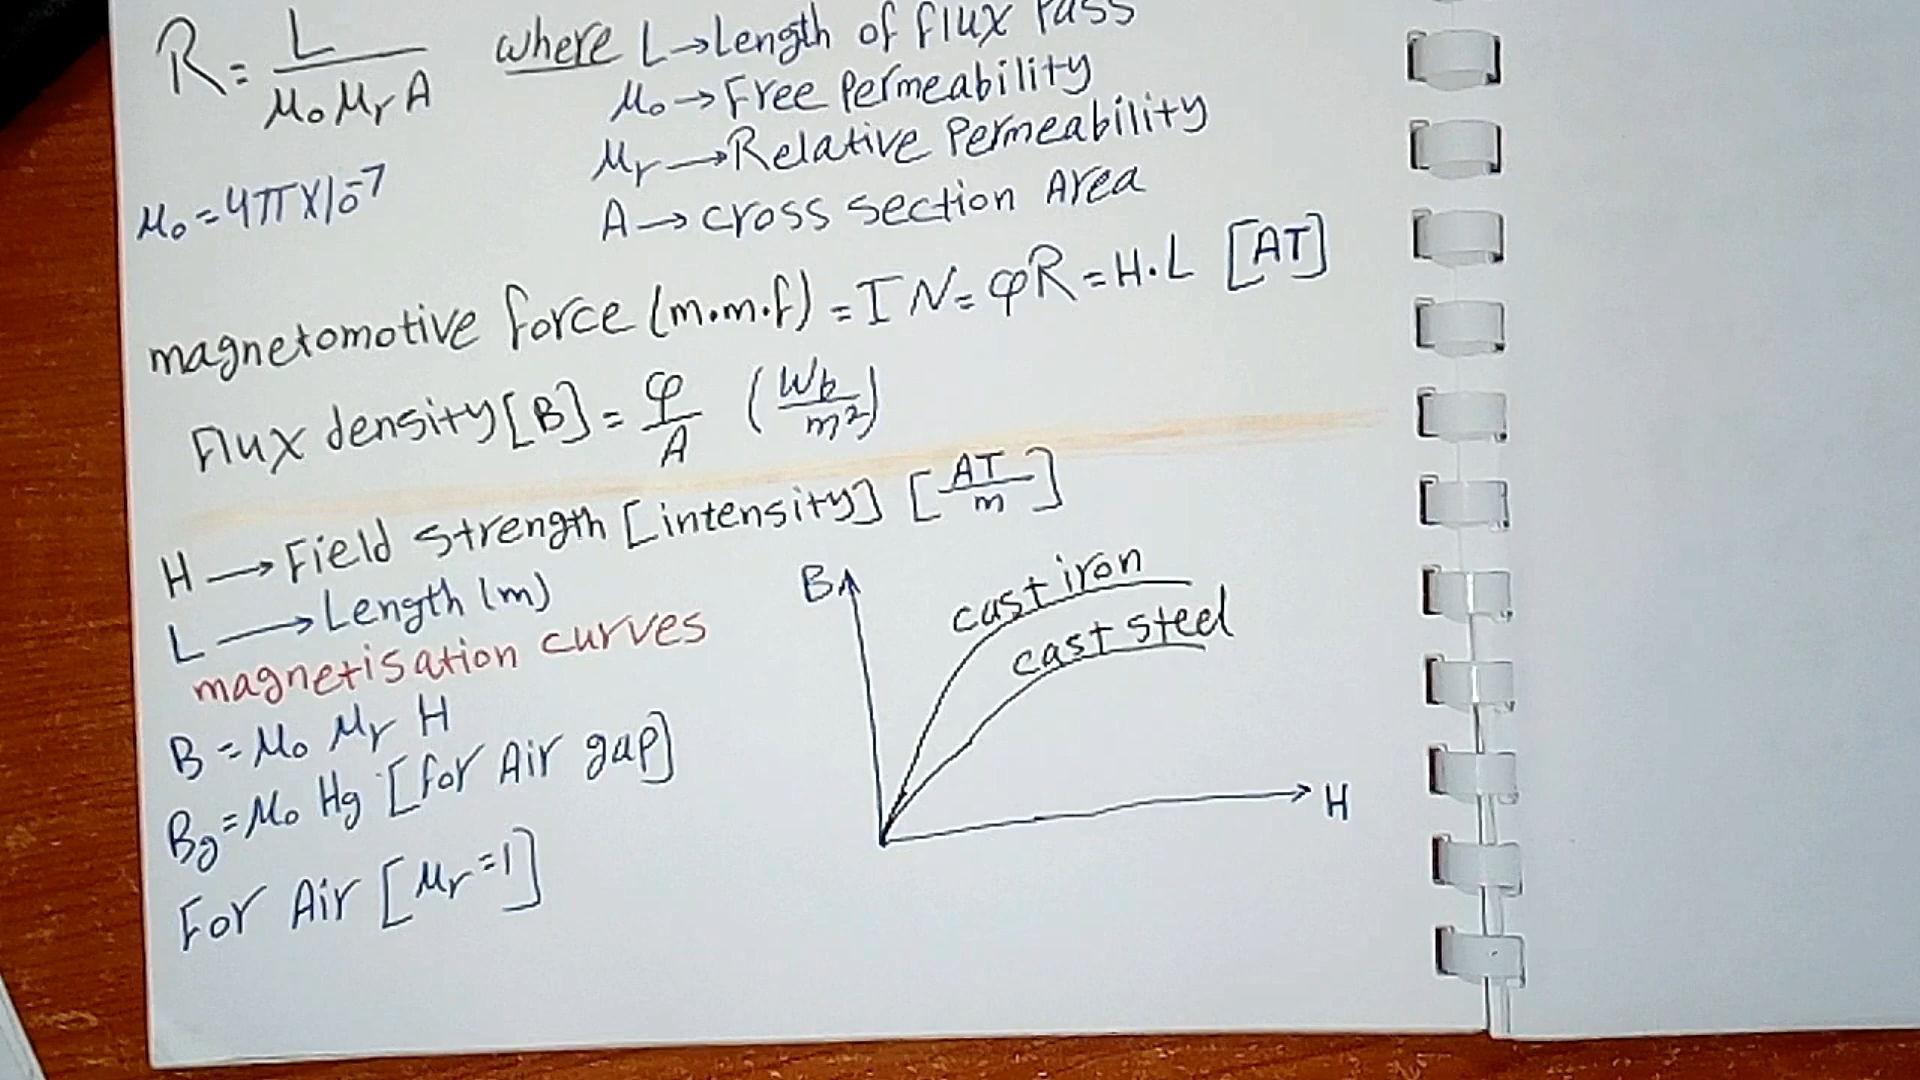 R = L / μ₀ μᵣ A where L → Length of flux Pass
μ₀ → Free Permeability
μᵣ → Relative Permeability
μ₀ = 4π×10⁻⁷
A → cross section Area
magnetomotive force (m.m.f) = IN = φR = H.L [AT]
Flux density [B] = φ/A (Wb/m²)
H → Field strength [intensity] [AT/m]
L → Length (m)
magnetisation curves
B = μ₀ μᵣ H
Bg = μ₀ Hg [for Air gap]
For Air [μᵣ = 1]
B
cast iron
cast steel
H